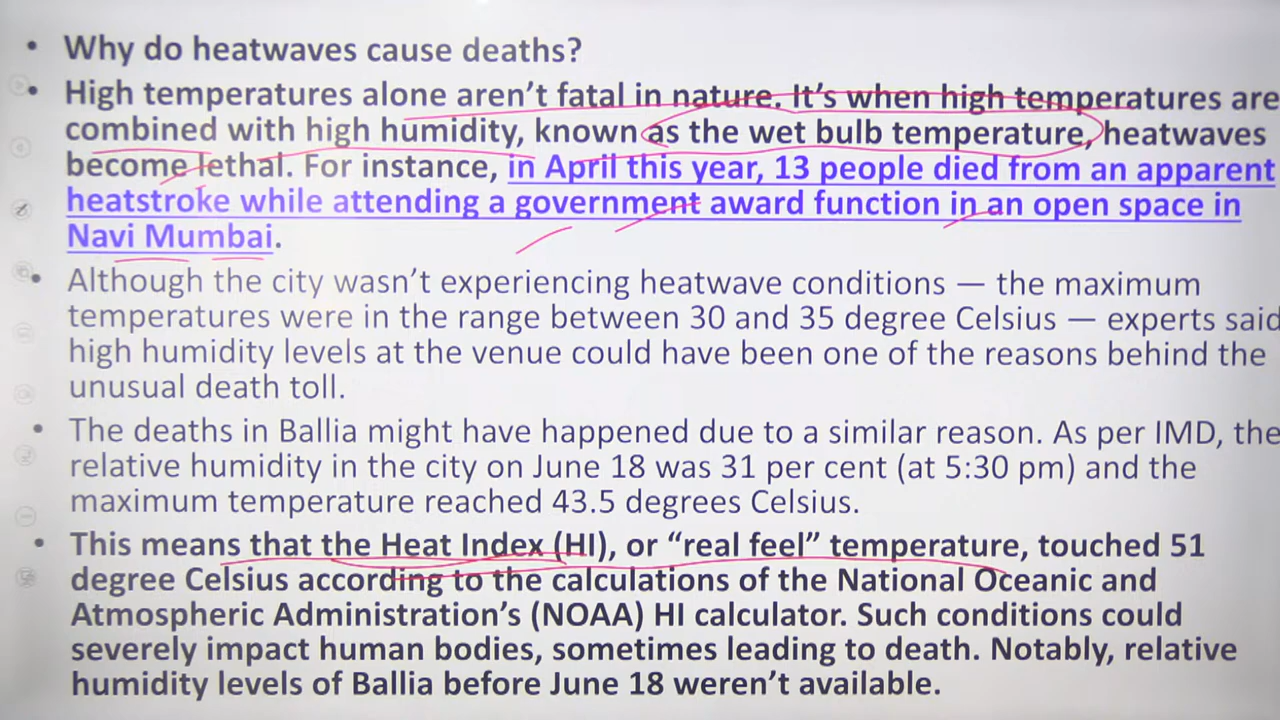 • Why do heatwaves cause deaths?
• High temperatures alone aren't fatal in nature. It's when high temperatures are
combined with high humidity, known as the wet bulb temperature, heatwaves
become lethal. For instance, in April this year, 13 people died from an apparent
heatstroke while attending a government award function in an open space in
Navi Mumbai.
• Although the city wasn't experiencing heatwave conditions — the maximum
temperatures were in the range between 30 and 35 degree Celsius — experts said
high humidity levels at the venue could have been one of the reasons behind the
unusual death toll.
• The deaths in Ballia might have happened due to a similar reason. As per IMD, the
relative humidity in the city on June 18 was 31 per cent (at 5:30 pm) and the
maximum temperature reached 43.5 degrees Celsius.
• This means that the Heat Index (HI), or “real feel” temperature, touched 51
degree Celsius according to the calculations of the National Oceanic and
Atmospheric Administration's (NOAA) HI calculator. Such conditions could
severely impact human bodies, sometimes leading to death. Notably, relative
humidity levels of Ballia before June 18 weren't available.